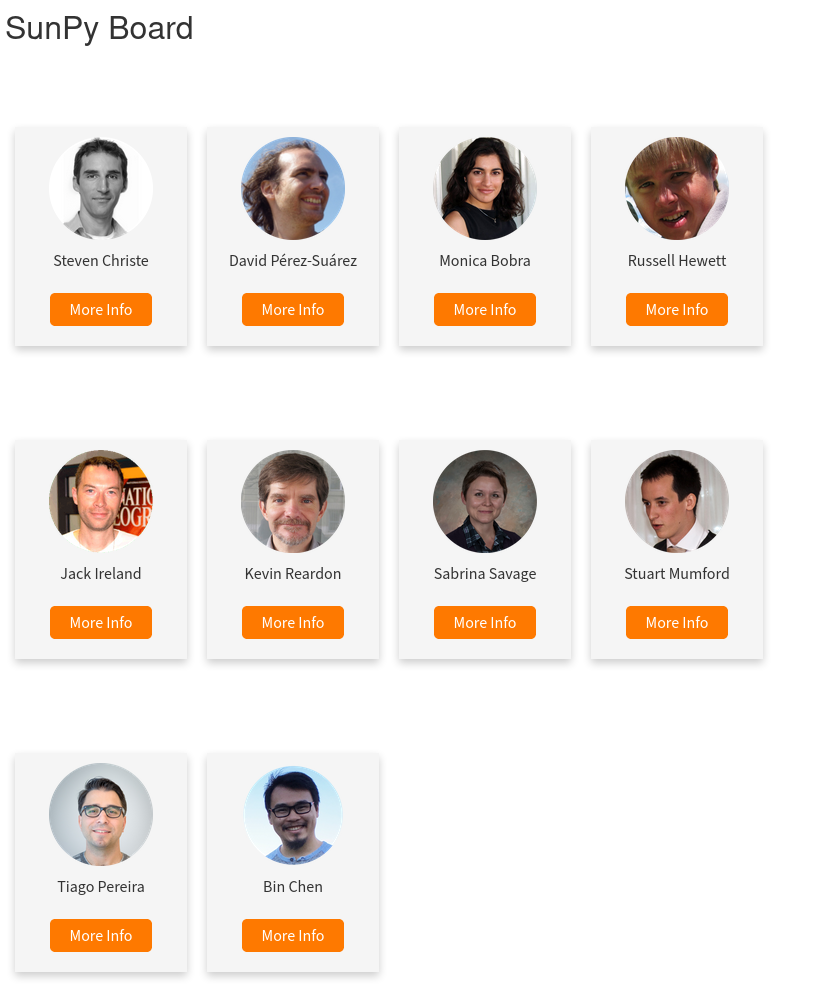 SunPy Board
Steven Christe
David Pérez-Suárez
Monica Bobra
Russell Hewett
More Info
More Info
More Info
More Info
Jack Ireland
Kevin Reardon
Sabrina Savage
Stuart Mumford
More Info
More Info
More Info
More Info
Tiago Pereira
Bin Chen
More Info
More Info